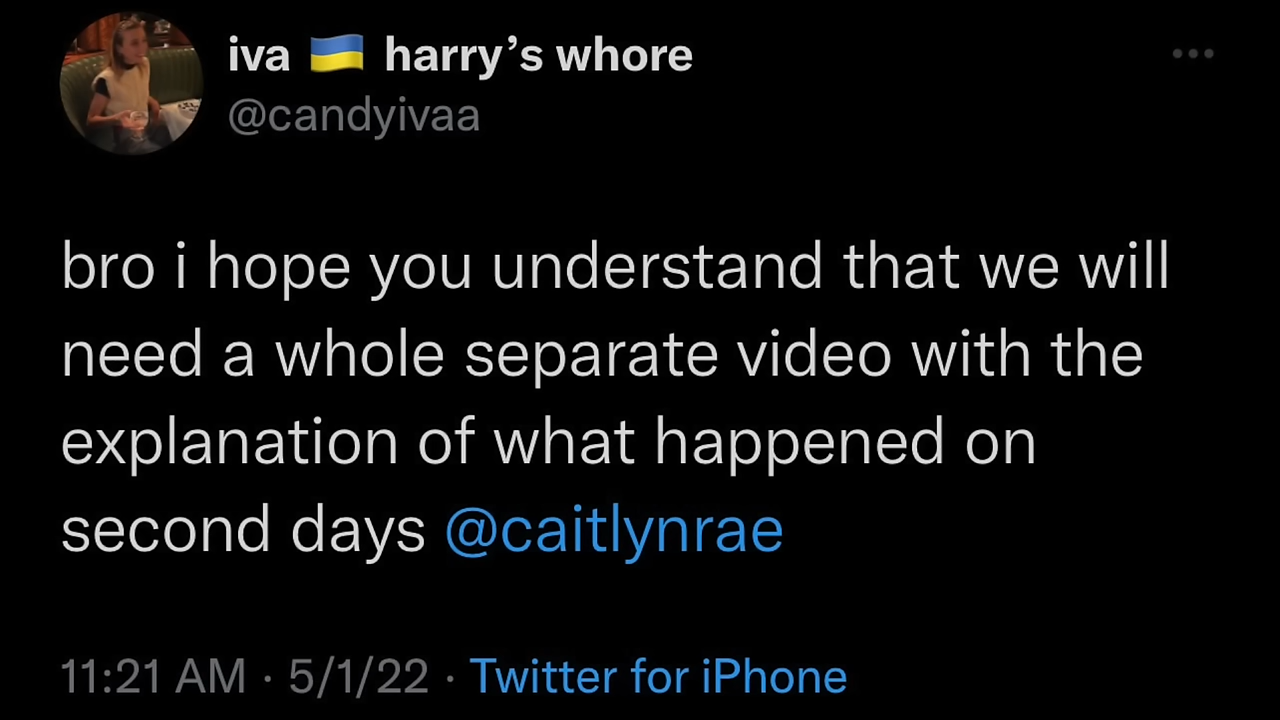 iva 🇺🇦 harry’s whore
@candyivaa
bro i hope you understand that we will
need a whole separate video with the
explanation of what happened on
second days @caitlynrae
11:21 AM · 5/1/22 · Twitter for iPhone